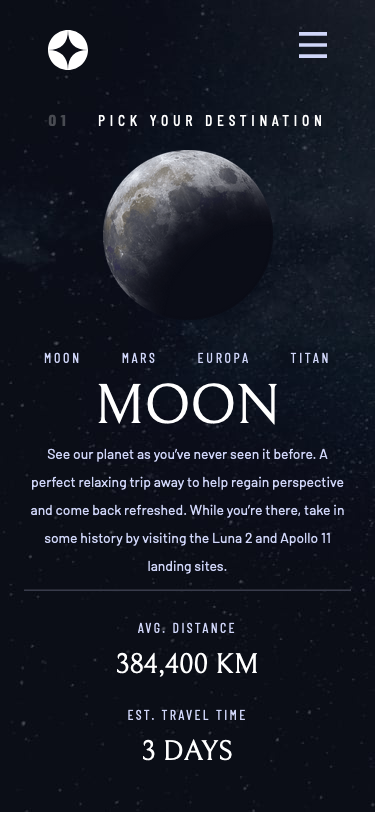 01 PICK YOUR DESTINATION
MOON MARS EUROPA TITAN
MOON
See our planet as you’ve never seen it before. A
perfect relaxing trip away to help regain perspective
and come back refreshed. While you’re there, take in
some history by visiting the Luna 2 and Apollo 11
landing sites.
AVG. DISTANCE
384,400 KM
EST. TRAVEL TIME
3 DAYS